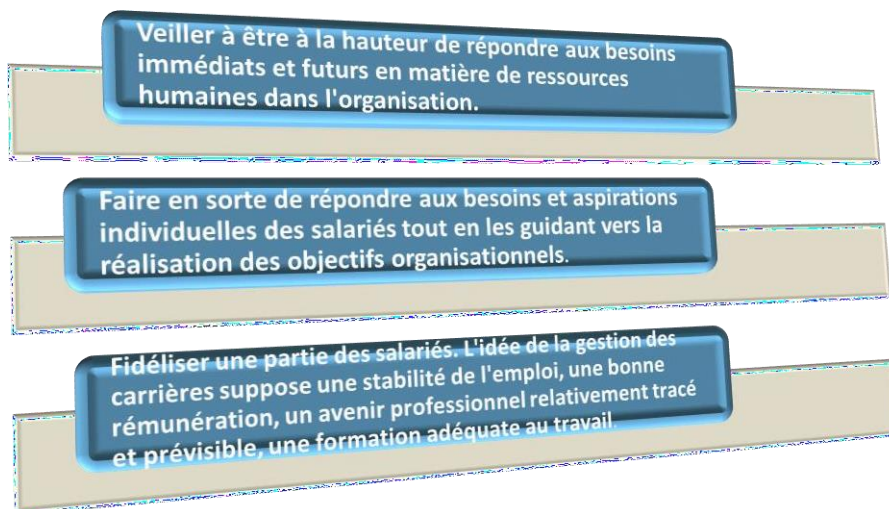 Veiller à être à la hauteur de répondre aux besoins
immédiats et futurs en matière de ressources
humaines dans l'organisation.
Faire en sorte de répondre aux besoins et aspirations
individuelles des salariés tout en les guidant vers la
réalisation des objectifs organisationnels.
Fidéliser une partie des salariés. L'idée de la gestion des
carrières suppose une stabilité de l'emploi, une bonne
rémunération, un avenir professionnel relativement tracé
et prévisible, une formation adéquate au travail.